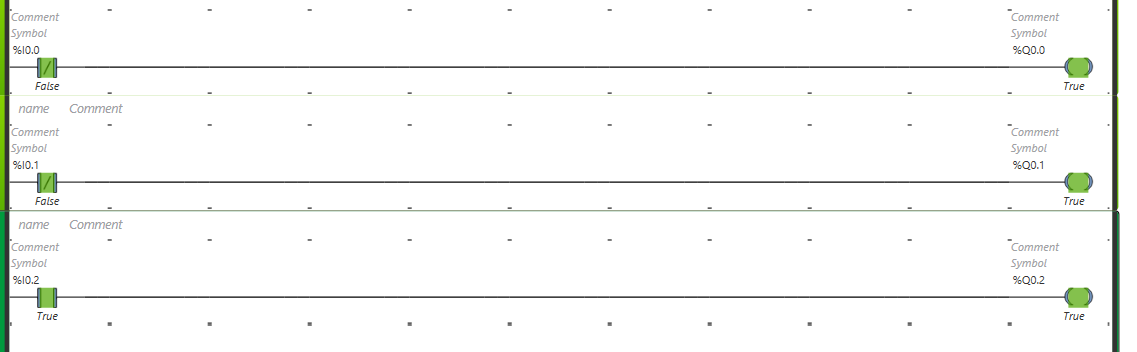 Comment Comment
Symbol Symbol
%I0.0 %Q0.0
False True
name Comment
Comment Comment
Symbol Symbol
%I0.1 %Q0.1
False True
name Comment
Comment Comment
Symbol Symbol
%I0.2 %Q0.2
True True